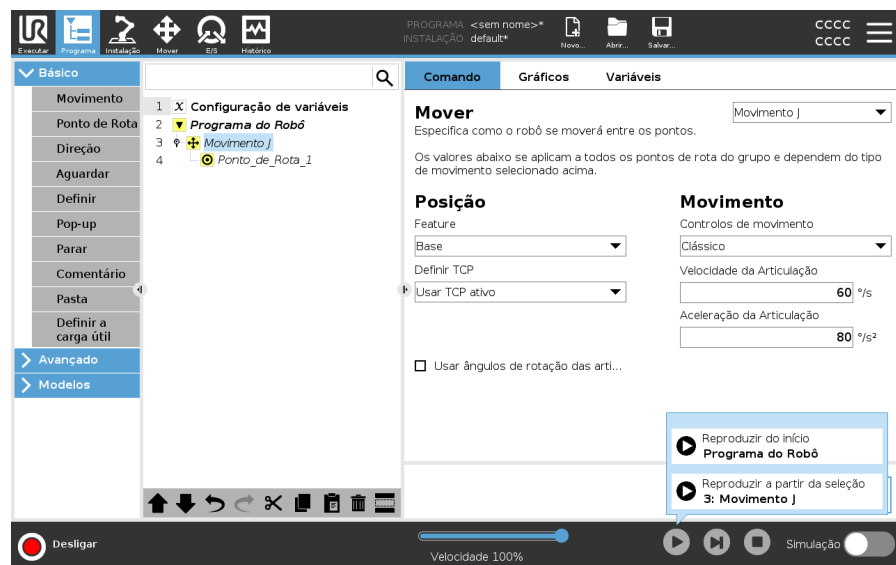 PROGRAMA <sem nome>*
INSTALAÇÃO default*
cccc
cccc
Executar Programa Instalação Mover E/S Histórico Novo... Abrir... Salvar...
Básico
Movimento
Ponto de Rota
Direção
Aguardar
Definir
Pop-up
Parar
Comentário
Pasta
Definir a
carga útil
Avançado
Modelos
1 X Configuração de variáveis
2 Programa do Robô
3 Movimento J
4 Ponto_de_Rota_1
Comando Gráficos Variáveis
Mover
Movimento J
Especifica como o robô se moverá entre os pontos.
Os valores abaixo se aplicam a todos os pontos de rota do grupo e dependem do tipo
de movimento selecionado acima.
Posição
Feature
Base
Definir TCP
Usar TCP ativo
Usar ângulos de rotação das arti...
Movimento
Controlos de movimento
Clássico
Velocidade da Articulação
60 °/s
Aceleração da Articulação
80 °/s²
Reproduzir do início
Programa do Robô
Reproduzir a partir da seleção
3: Movimento J
Desligar
Velocidade 100%
Simulação